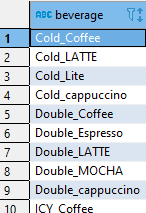 ABC beverage
1 Cold_Coffee
2 Cold_LATTE
3 Cold_Lite
4 Cold_cappuccino
5 Double_Coffee
6 Double_Espresso
7 Double_LATTE
8 Double_MOCHA
9 Double_cappuccino
10 ICY_Coffee